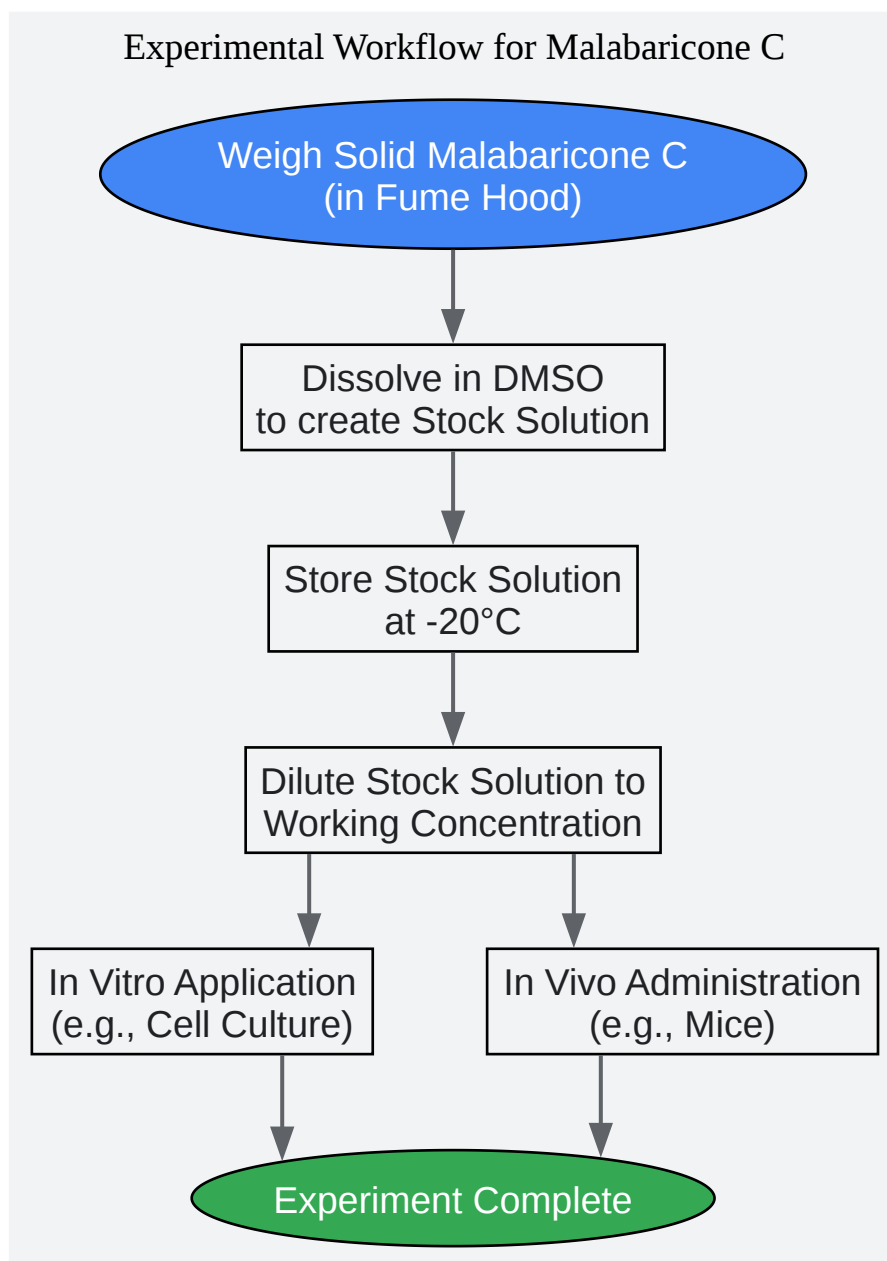 Experimental Workflow for Malabaricone C
Weigh Solid Malabaricone C
(in Fume Hood)
Dissolve in DMSO
to create Stock Solution
Store Stock Solution
at -20°C
Dilute Stock Solution to
Working Concentration
In Vitro Application
(e.g., Cell Culture)
In Vivo Administration
(e.g., Mice)
Experiment Complete